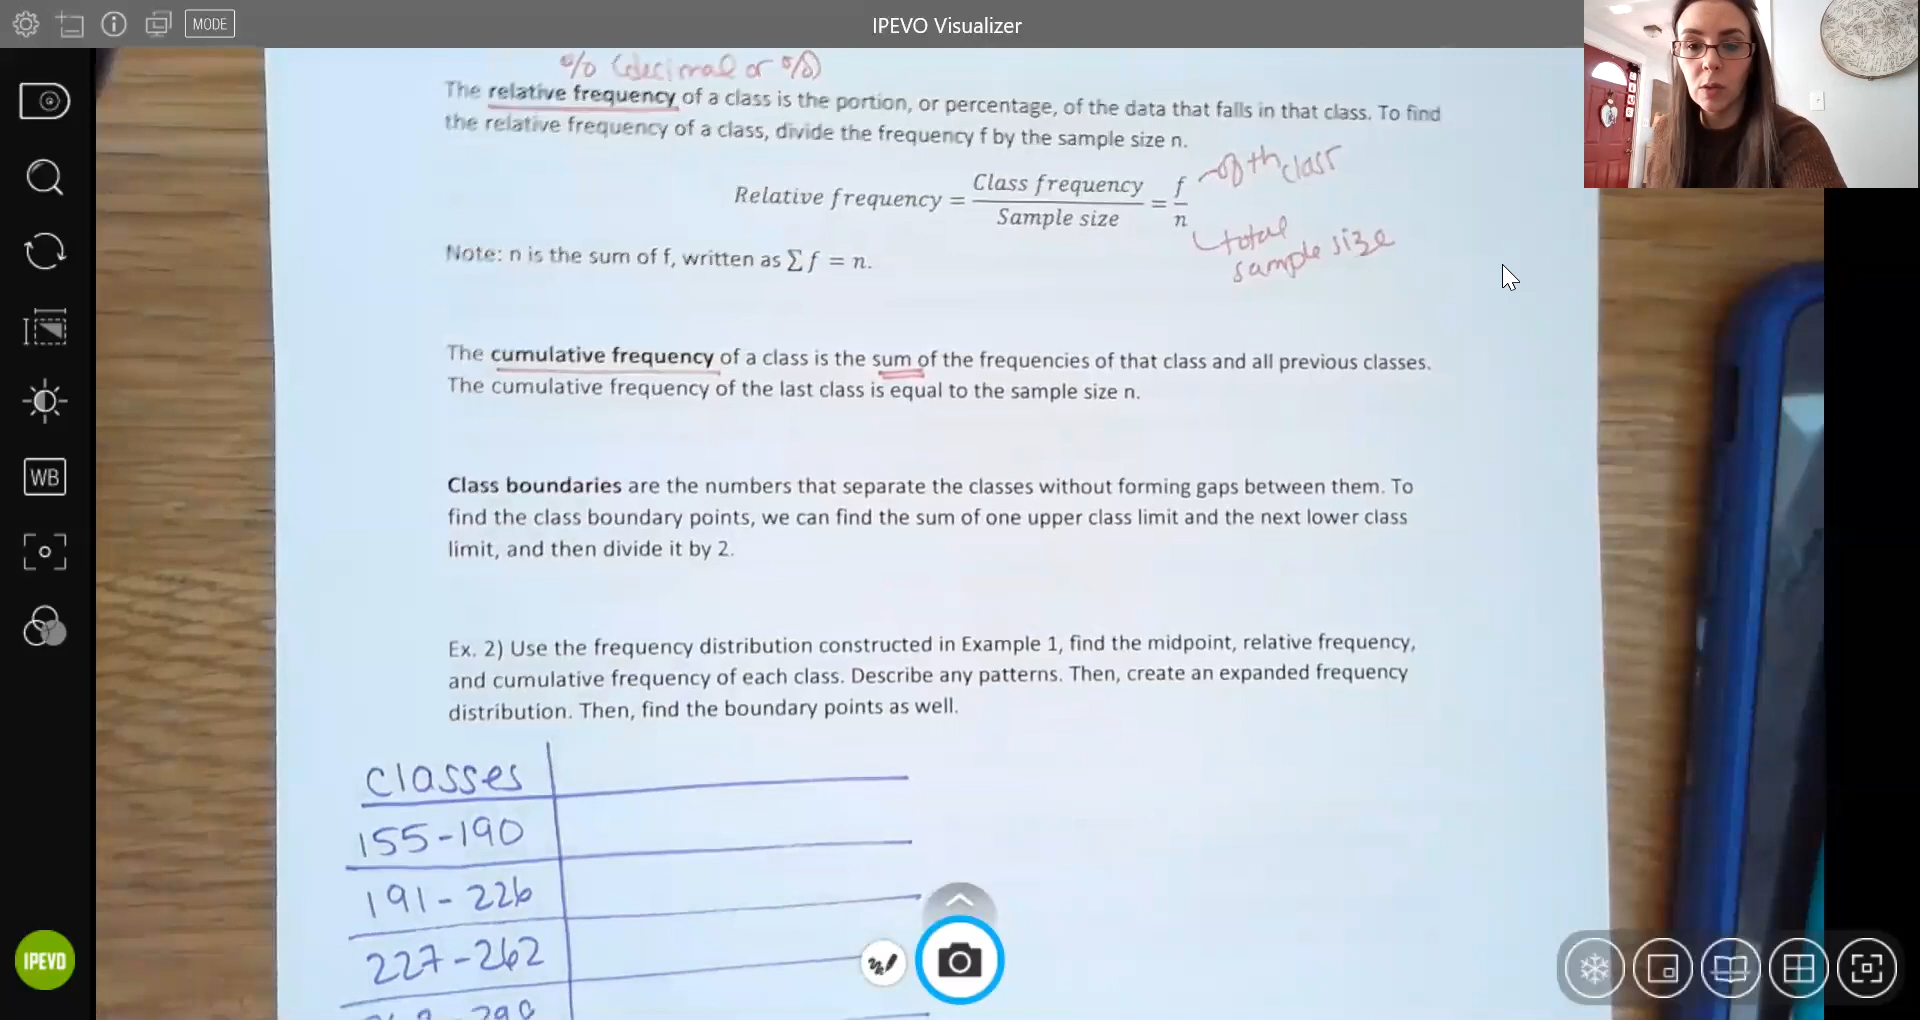 MODE
IPEVO Visualizer
% (decimal or %)
The relative frequency of a class is the portion, or percentage, of the data that falls in that class. To find
the relative frequency of a class, divide the frequency f by the sample size n.
Relative frequency = Class frequency / Sample size = f / n
of th class
total
sample size
Note: n is the sum of f, written as ∑ f = n.
The cumulative frequency of a class is the sum of the frequencies of that class and all previous classes.
The cumulative frequency of the last class is equal to the sample size n.
Class boundaries are the numbers that separate the classes without forming gaps between them. To
find the class boundary points, we can find the sum of one upper class limit and the next lower class
limit, and then divide it by 2.
Ex. 2) Use the frequency distribution constructed in Example 1, find the midpoint, relative frequency,
and cumulative frequency of each class. Describe any patterns. Then, create an expanded frequency
distribution. Then, find the boundary points as well.
classes
155-190
191-226
227-262
WB
IPEVO